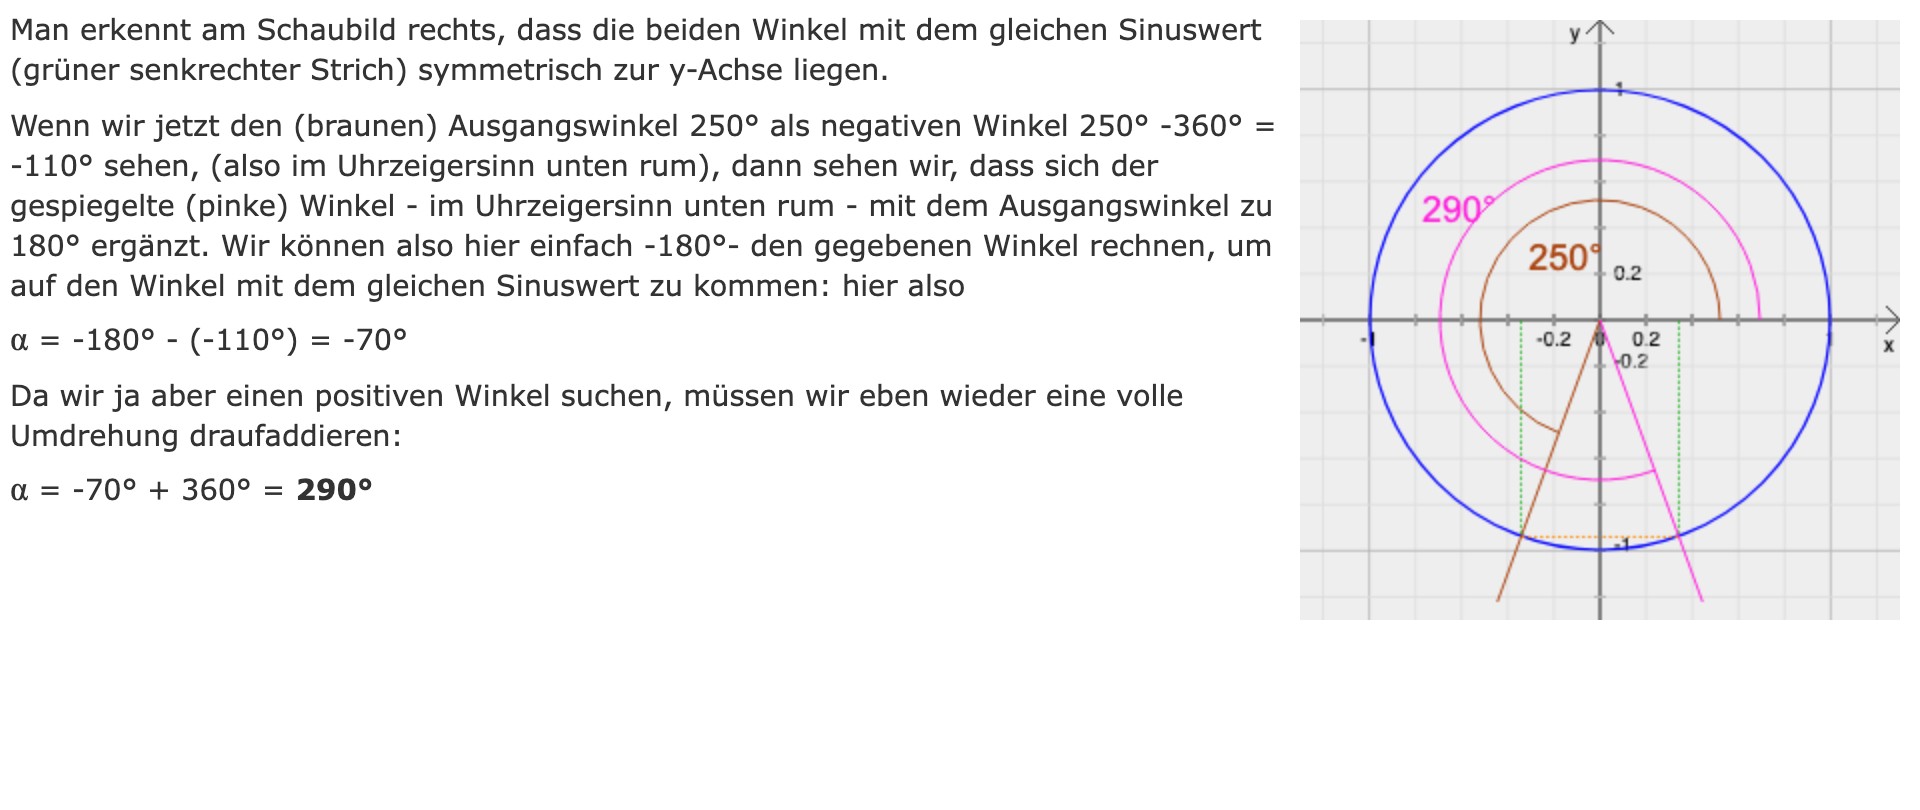 Man erkennt am Schaubild rechts, dass die beiden Winkel mit dem gleichen Sinuswert
(grüner senkrechter Strich) symmetrisch zur y-Achse liegen.
Wenn wir jetzt den (braunen) Ausgangswinkel 250° als negativen Winkel 250° -360° =
-110° sehen, (also im Uhrzeigersinn unten rum), dann sehen wir, dass sich der
gespiegelte (pinke) Winkel - im Uhrzeigersinn unten rum - mit dem Ausgangswinkel zu
180° ergänzt. Wir können also hier einfach -180°- den gegebenen Winkel rechnen, um
auf den Winkel mit dem gleichen Sinuswert zu kommen: hier also
α = -180° - (-110°) = -70°
Da wir ja aber einen positiven Winkel suchen, müssen wir eben wieder eine volle
Umdrehung draufaddieren:
α = -70° + 360° = 290°
y
1
290°
250°
0.2
-1 -0.2 0 0.2 1 x
-0.2
-1